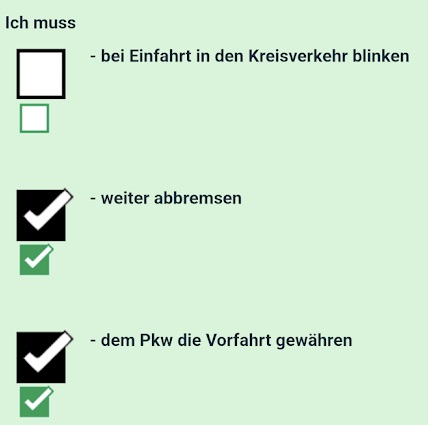 Ich muss
- bei Einfahrt in den Kreisverkehr blinken
- weiter abbremsen
- dem Pkw die Vorfahrt gewähren